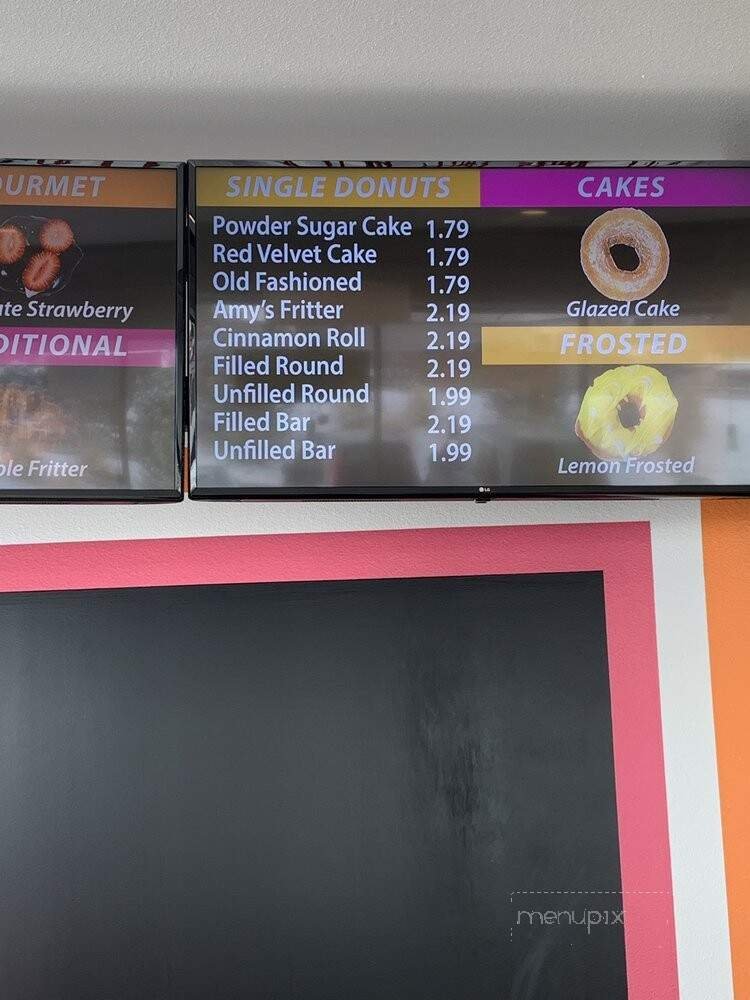 OURMET
ate Strawberry
DITIONAL
ple Fritter
SINGLE DONUTS
Powder Sugar Cake 1.79
Red Velvet Cake 1.79
Old Fashioned 1.79
Amy's Fritter 2.19
Cinnamon Roll 2.19
Filled Round 2.19
Unfilled Round 1.99
Filled Bar 2.19
Unfilled Bar 1.99
CAKES
Glazed Cake
FROSTED
Lemon Frosted
LG
menupix